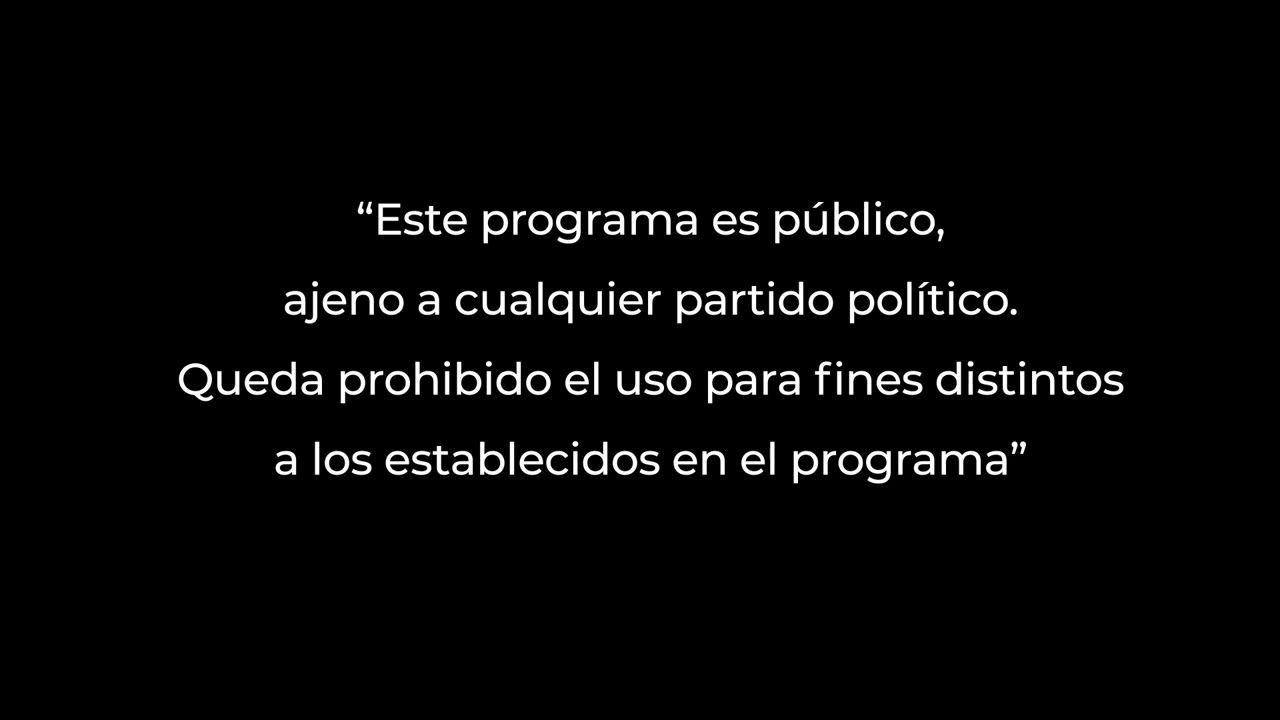 “Este programa es público,
ajeno a cualquier partido político.
Queda prohibido el uso para fines distintos
a los establecidos en el programa”